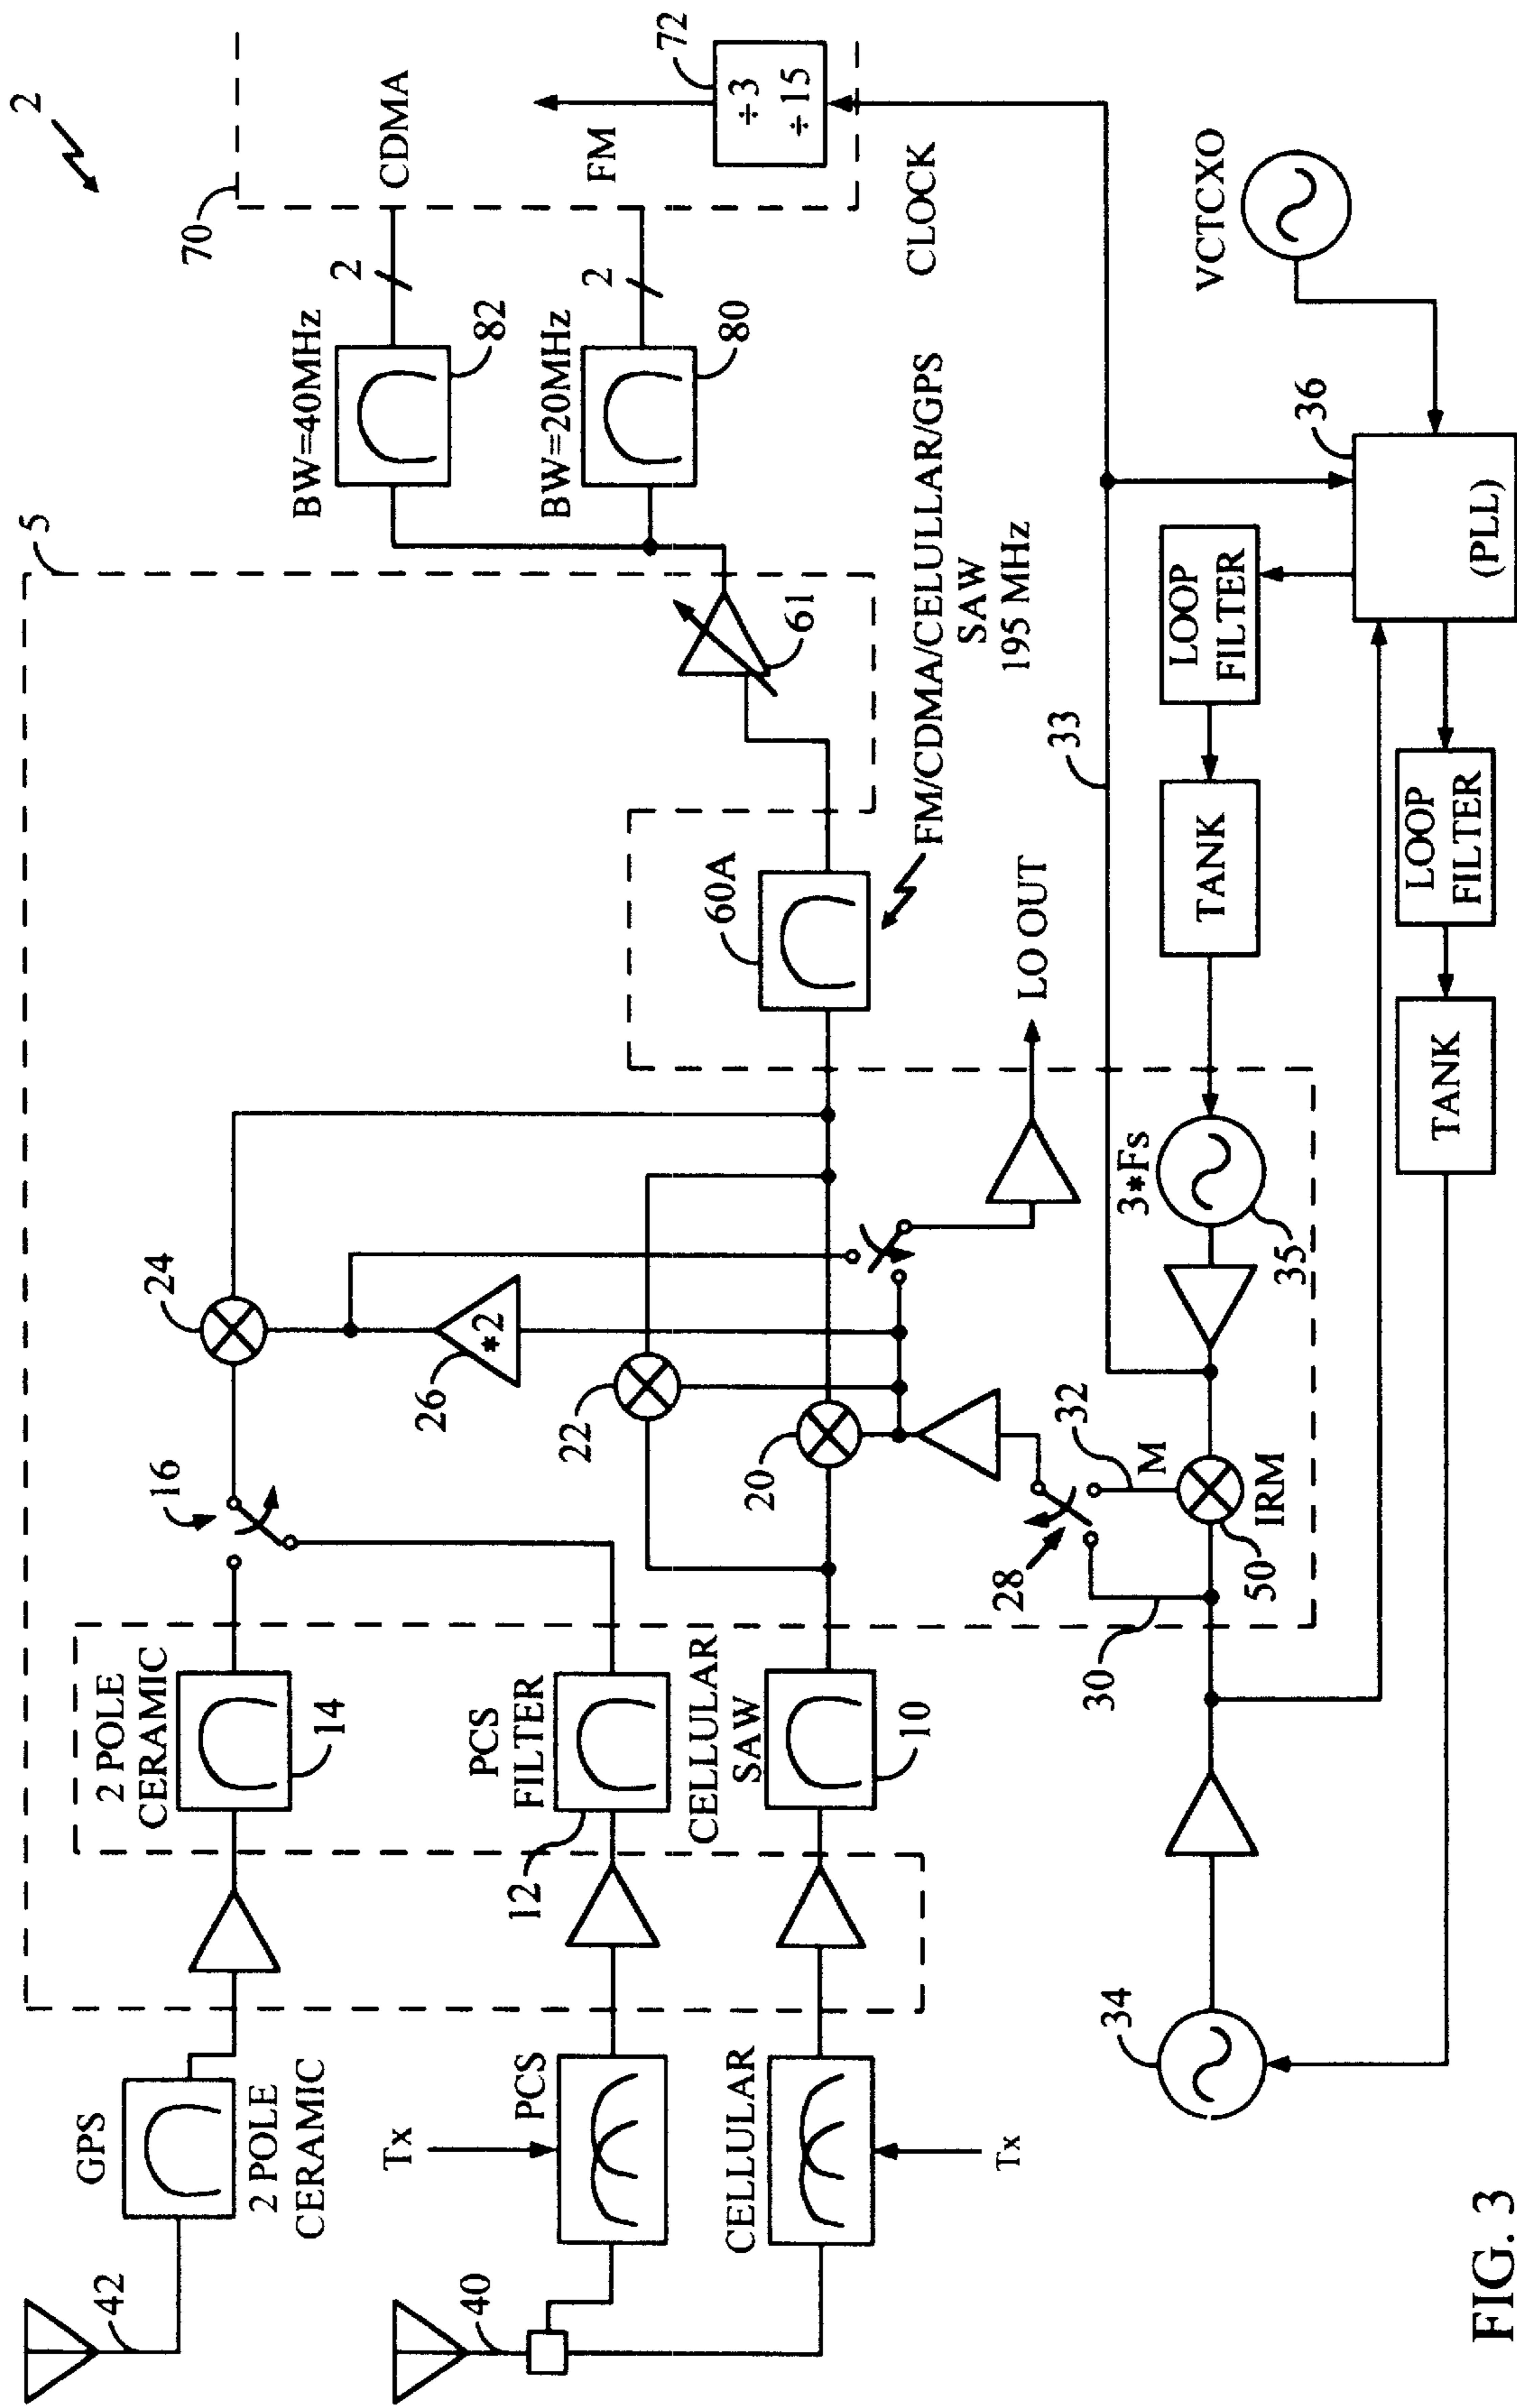 2
5
70
CDMA
FM
72
÷3
÷15
CLOCK
BW=40MHz
2
82
BW=20MHz
2
80
61
60A
FM/CDMA/CELULLAR/GPS
SAW
195 MHz
24
26
*2
22
20
16
2 POLE
CERAMIC
14
PCS
FILTER
12
CELLULAR
SAW
10
GPS
2 POLE
CERAMIC
42
Tx
PCS
40
CELLULAR
Tx
LO OUT
28
30
32
M
50
IRM
3*Fs
35
33
TANK
LOOP
FILTER
36
(PLL)
VCTCXO
LOOP
FILTER
TANK
34
FIG. 3